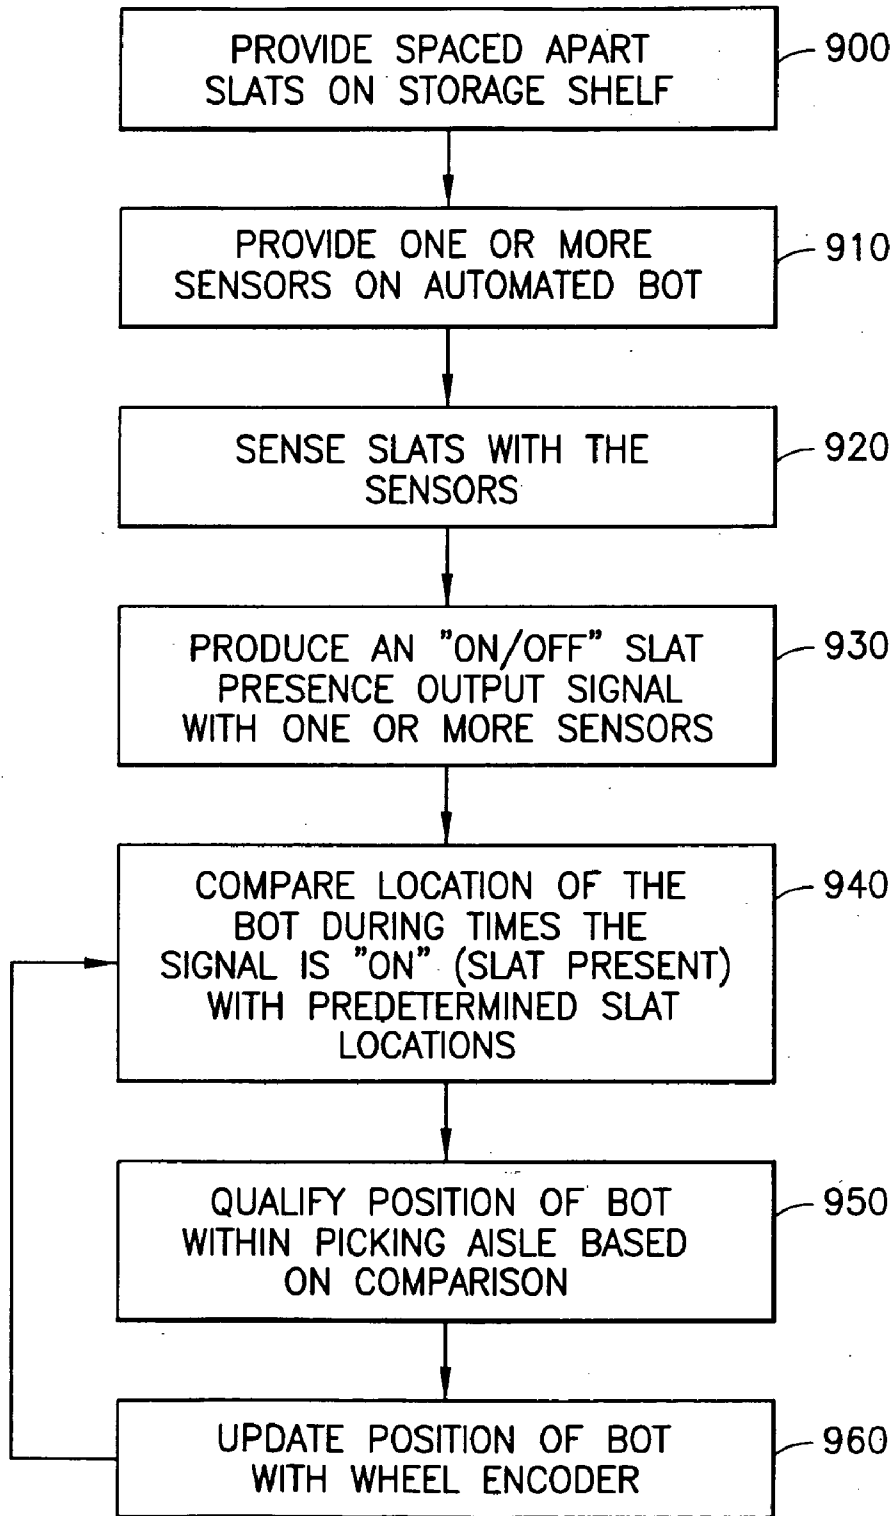 PROVIDE SPACED APART
SLATS ON STORAGE SHELF
900
PROVIDE ONE OR MORE
SENSORS ON AUTOMATED BOT
910
SENSE SLATS WITH THE
SENSORS
920
PRODUCE AN "ON/OFF" SLAT
PRESENCE OUTPUT SIGNAL
WITH ONE OR MORE SENSORS
930
COMPARE LOCATION OF THE
BOT DURING TIMES THE
SIGNAL IS "ON" (SLAT PRESENT)
WITH PREDETERMINED SLAT
LOCATIONS
940
QUALIFY POSITION OF BOT
WITHIN PICKING AISLE BASED
ON COMPARISON
950
UPDATE POSITION OF BOT
WITH WHEEL ENCODER
960